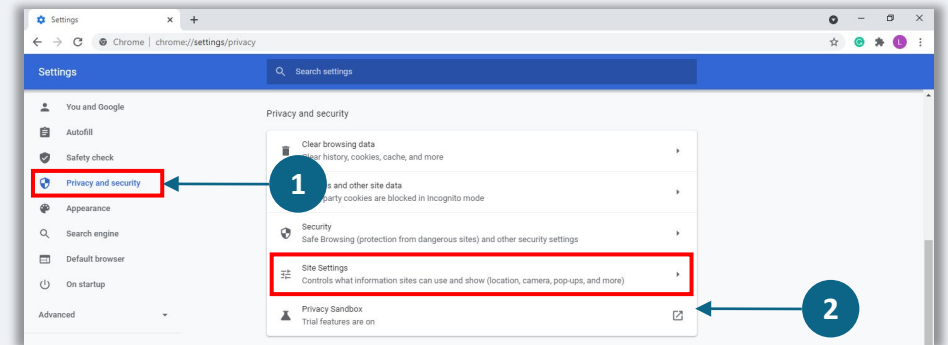 Settings
Chrome | chrome://settings/privacy
L
Settings
Search settings
You and Google
Autofill
Safety check
Privacy and security
Appearance
Search engine
Default browser
On startup
Advanced
Privacy and security
Clear browsing data
Clear history, cookies, cache, and more
1
and other site data
party cookies are blocked in Incognito mode
Security
Safe Browsing (protection from dangerous sites) and other security settings
Site Settings
Controls what information sites can use and show (location, camera, pop-ups, and more)
Privacy Sandbox
Trial features are on
2